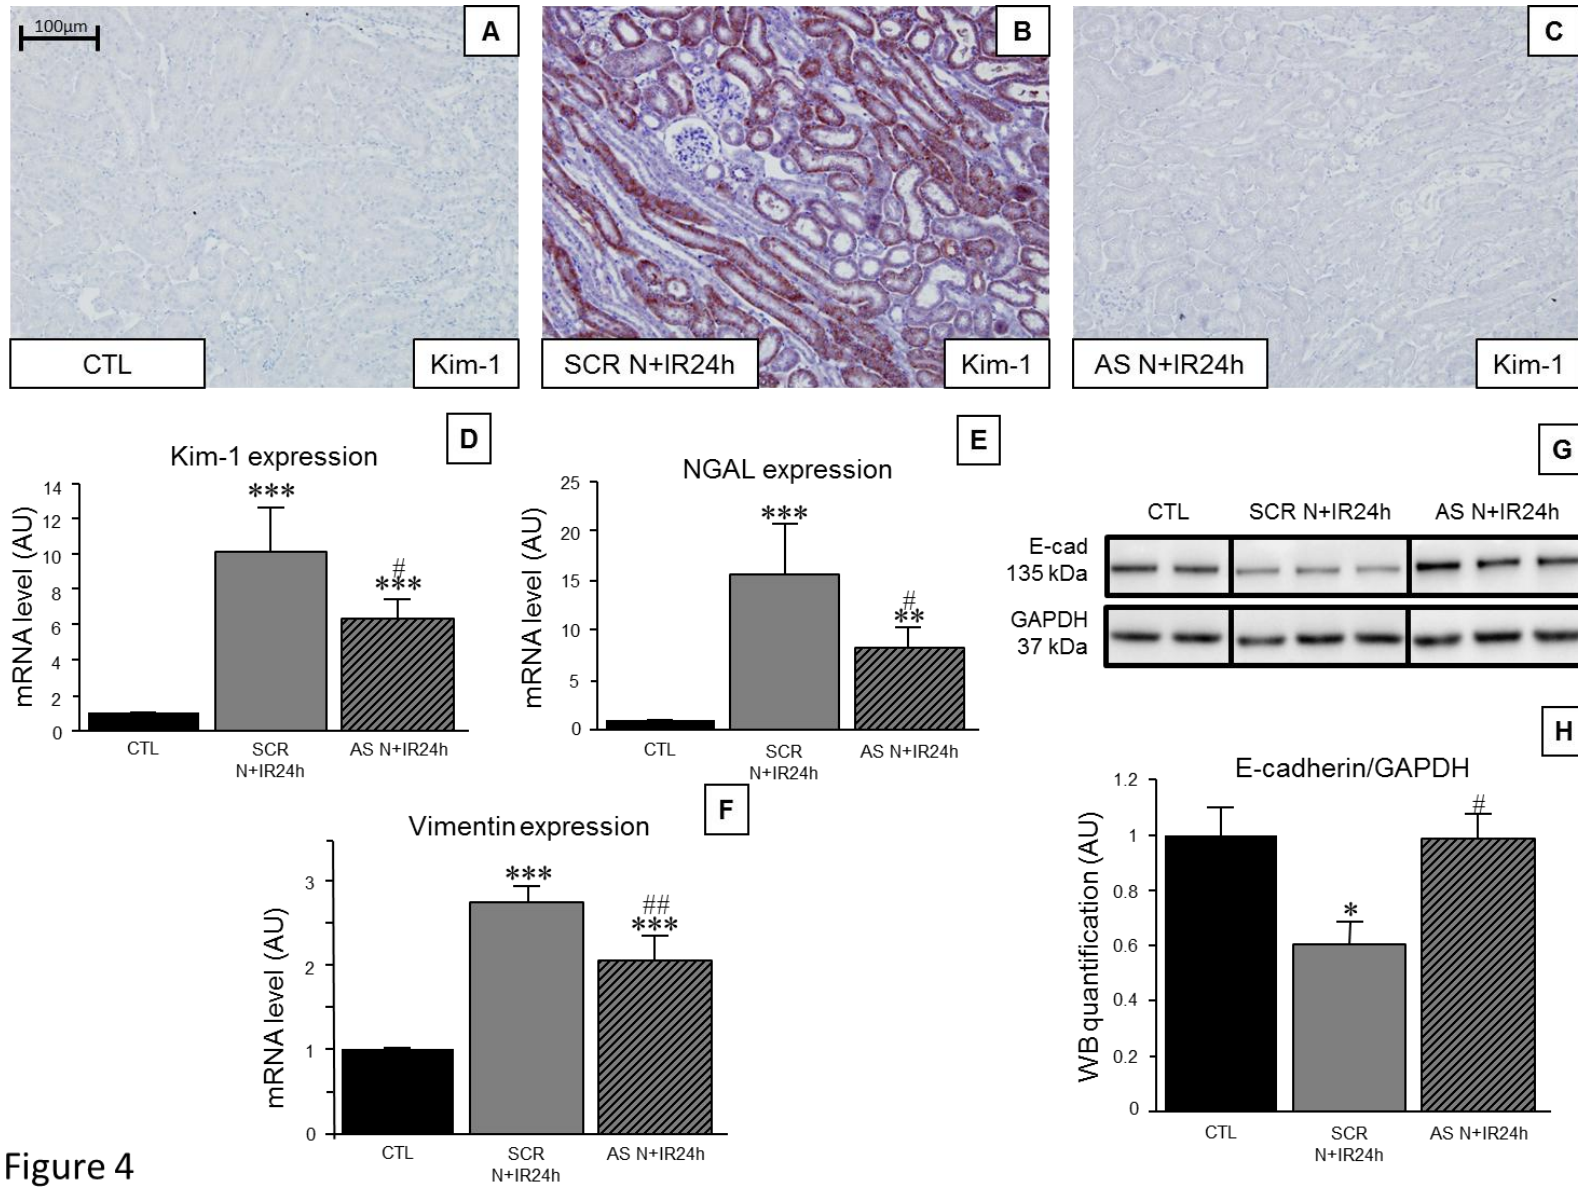 100µm
A
B
C
CTL
Kim-1
SCR N+IR24h
Kim-1
AS N+IR24h
Kim-1
D
Kim-1 expression
mRNA level (AU)
14
12
10
8
6
4
2
0
***
#
***
CTL
SCR
N+IR24h
AS N+IR24h
E
NGAL expression
mRNA level (AU)
25
20
15
10
5
0
***
#
**
CTL
SCR
N+IR24h
AS N+IR24h
G
CTL
SCR N+IR24h
AS N+IR24h
E-cad
135 kDa
GAPDH
37 kDa
F
Vimentin expression
mRNA level (AU)
3
2
1
0
***
##
***
CTL
SCR
N+IR24h
AS N+IR24h
H
E-cadherin/GAPDH
WB quantification (AU)
1.2
1
0.8
0.6
0.4
0.2
0
*
#
CTL
SCR
N+IR24h
AS N+IR24h
Figure 4